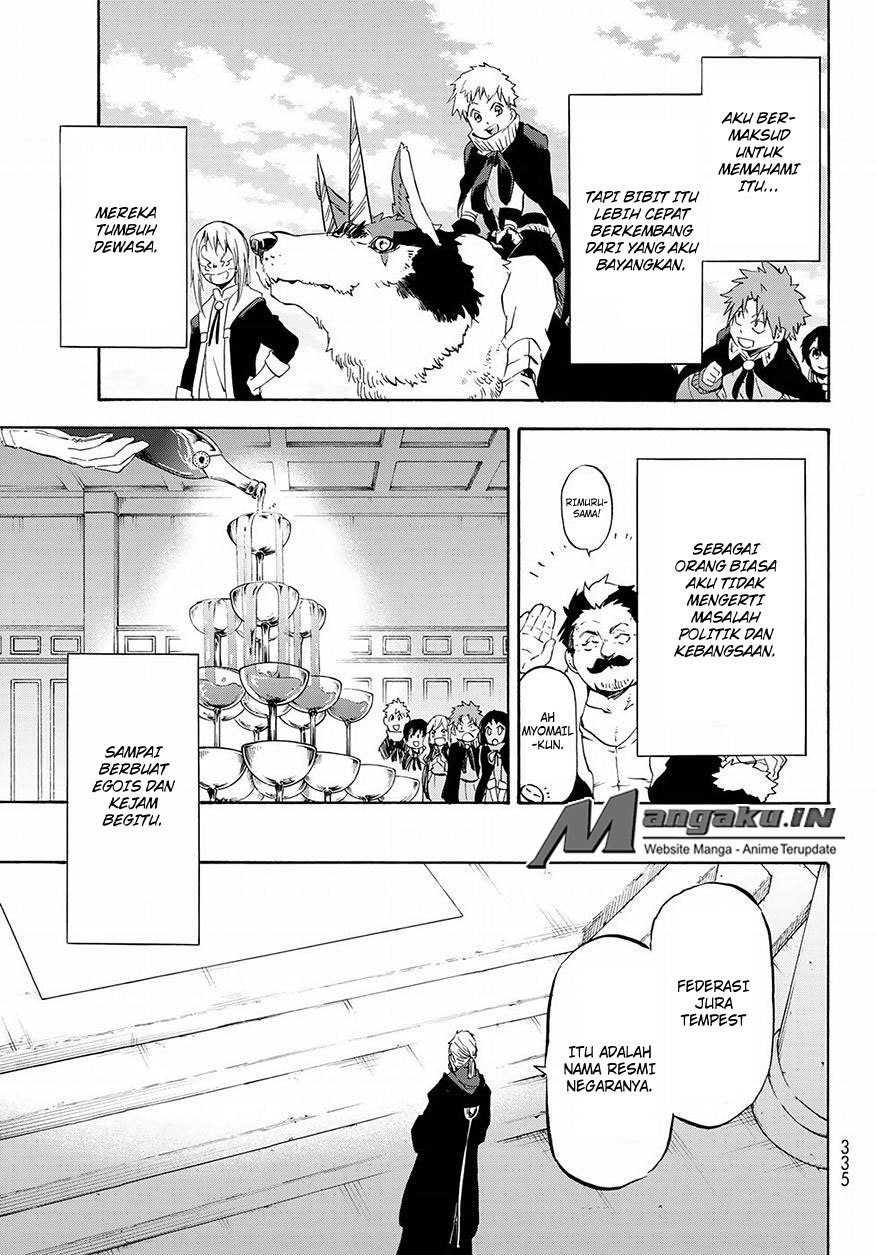 AKU BER-
MAKSUD
UNTUK
MEMAHAMI
ITU...
TAPI BIBIT ITU
LEBIH CEPAT
BERKEMBANG
DARI YANG AKU
BAYANGKAN.
MEREKA
TUMBUH
DEWASA.
SEBAGAI
ORANG BIASA
AKU TIDAK
MENGERTI
MASALAH
POLITIK DAN
KEBANGSAAN.
RIMURU-
SAMA!
AH
MYOMAIL-
KUN.
SAMPAI
BERBUAT
EGOIS DAN
KEJAM
BEGITU.
Mangaku.iN
Website Manga - Anime Terupdate
FEDERASI
JURA
TEMPEST
ITU ADALAH
NAMA RESMI
NEGARANYA.
335